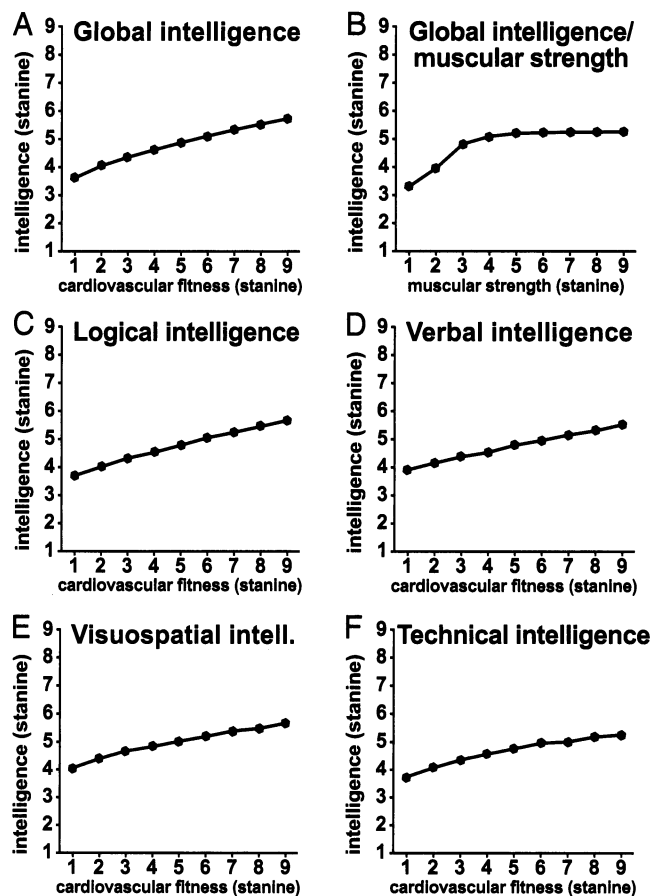 A Global intelligence
intelligence (stanine)
9
8
7
6
5
4
3
2
1
1 2 3 4 5 6 7 8 9
cardiovascular fitness (stanine)
B Global intelligence/
muscular strength
intelligence (stanine)
9
8
7
6
5
4
3
2
1
1 2 3 4 5 6 7 8 9
muscular strength (stanine)
C Logical intelligence
intelligence (stanine)
9
8
7
6
5
4
3
2
1
1 2 3 4 5 6 7 8 9
cardiovascular fitness (stanine)
D Verbal intelligence
intelligence (stanine)
9
8
7
6
5
4
3
2
1
1 2 3 4 5 6 7 8 9
cardiovascular fitness (stanine)
E Visuospatial intell.
intelligence (stanine)
9
8
7
6
5
4
3
2
1
1 2 3 4 5 6 7 8 9
cardiovascular fitness (stanine)
F Technical intelligence
intelligence (stanine)
9
8
7
6
5
4
3
2
1
1 2 3 4 5 6 7 8 9
cardiovascular fitness (stanine)